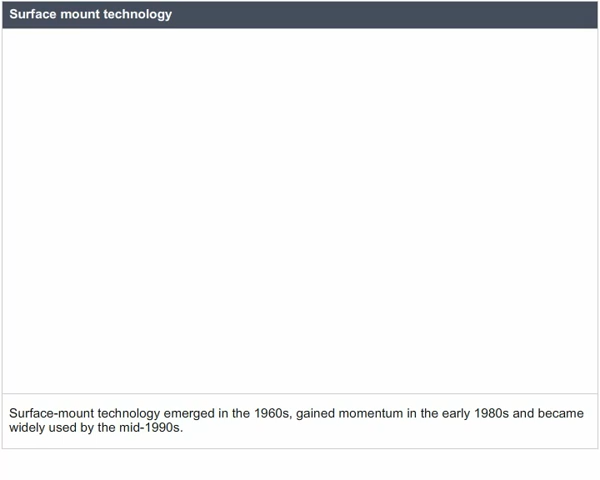 Surface mount technology
Surface-mount technology emerged in the 1960s, gained momentum in the early 1980s and became
widely used by the mid-1990s.